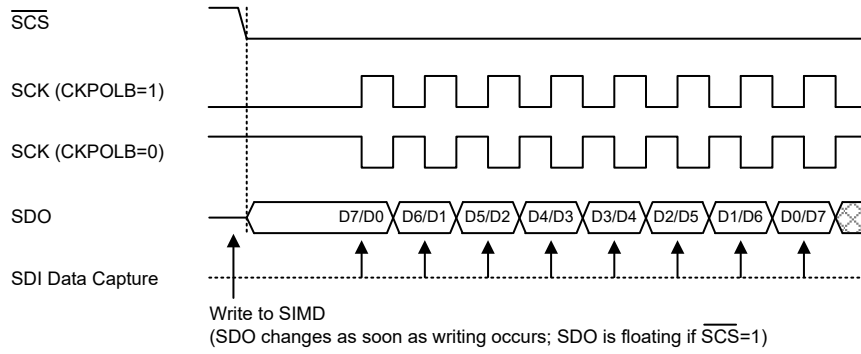 SCS
SCK (CKPOLB=1)
SCK (CKPOLB=0)
SDO D7/D0 D6/D1 D5/D2 D4/D3 D3/D4 D2/D5 D1/D6 D0/D7
SDI Data Capture
Write to SIMD
(SDO changes as soon as writing occurs; SDO is floating if SCS=1)